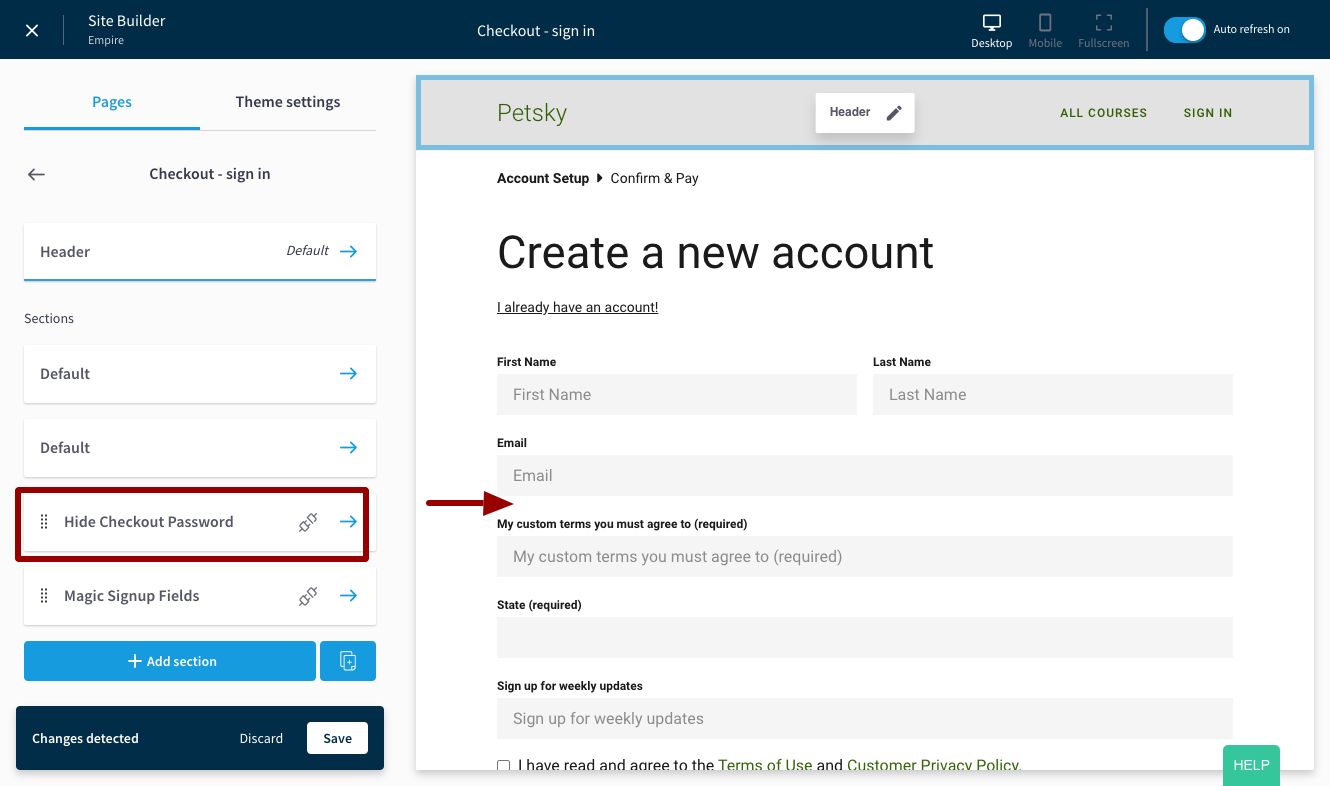 Site Builder
Empire
Checkout - sign in
Desktop
Mobile
Fullscreen
Auto refresh on
Pages
Theme settings
Checkout - sign in
Header
Default
Sections
Default
Default
Hide Checkout Password
Magic Signup Fields
Add section
Changes detected
Discard
Save
Petsky
Header
ALL COURSES
SIGN IN
Account Setup
Confirm & Pay
Create a new account
I already have an account!
First Name
Last Name
First Name
Last Name
Email
Email
My custom terms you must agree to (required)
My custom terms you must agree to (required)
State (required)
Sign up for weekly updates
Sign up for weekly updates
I have read and agree to the Terms of Use and Customer Privacy Policy.
HELP